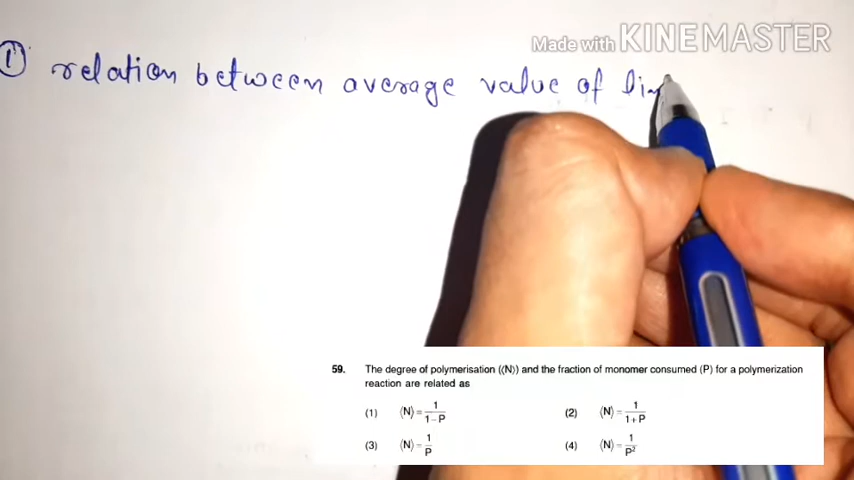 Made with KINEMASTER
① relation between average value of
59. The degree of polymerisation (⟨N⟩) and the fraction of monomer consumed (P) for a polymerization
reaction are related as
(1) ⟨N⟩ = 1/(1–P) (2) ⟨N⟩ = 1/(1+P)
(3) ⟨N⟩ = 1/P (4) ⟨N⟩ = 1/P²